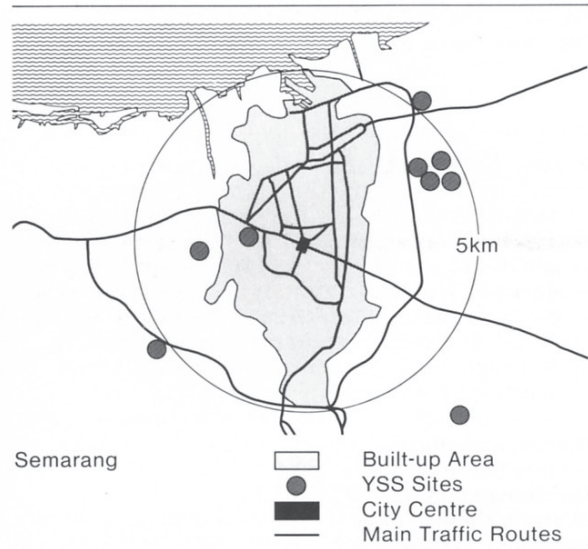 5km
Semarang
Built-up Area
YSS Sites
City Centre
Main Traffic Routes